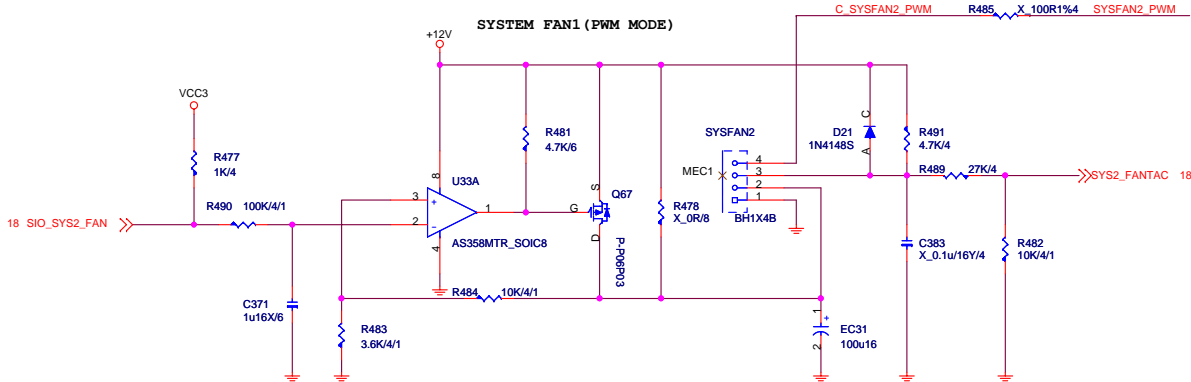 C_SYSFAN2_PWM
R485
X_100R1%4
SYSFAN2_PWM
SYSTEM FAN1(PWM MODE)
+12V
VCC3
R477
1K/4
R481
4.7K/6
SYSFAN2
D21
1N4148S
C
A
R491
4.7K/4
MEC1
4
3
2
1
BH1X4B
R489
27K/4
SYS2_FANTAC 18
U33A
8
3
+
2
-
1
4
AS358MTR_SOIC8
S
G
D
Q67
P-P06P03
R478
X_0R/8
18 SIO_SYS2_FAN
R490
100K/4/1
C383
X_0.1u/16Y/4
R482
10K/4/1
C371
1u16X/6
R484
10K/4/1
R483
3.6K/4/1
1
+
2
EC31
100u16